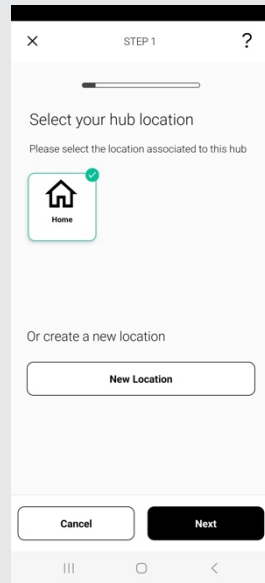 STEP 1
?
Select your hub location
Please select the location associated to this hub
Home
Or create a new location
New Location
Cancel
Next